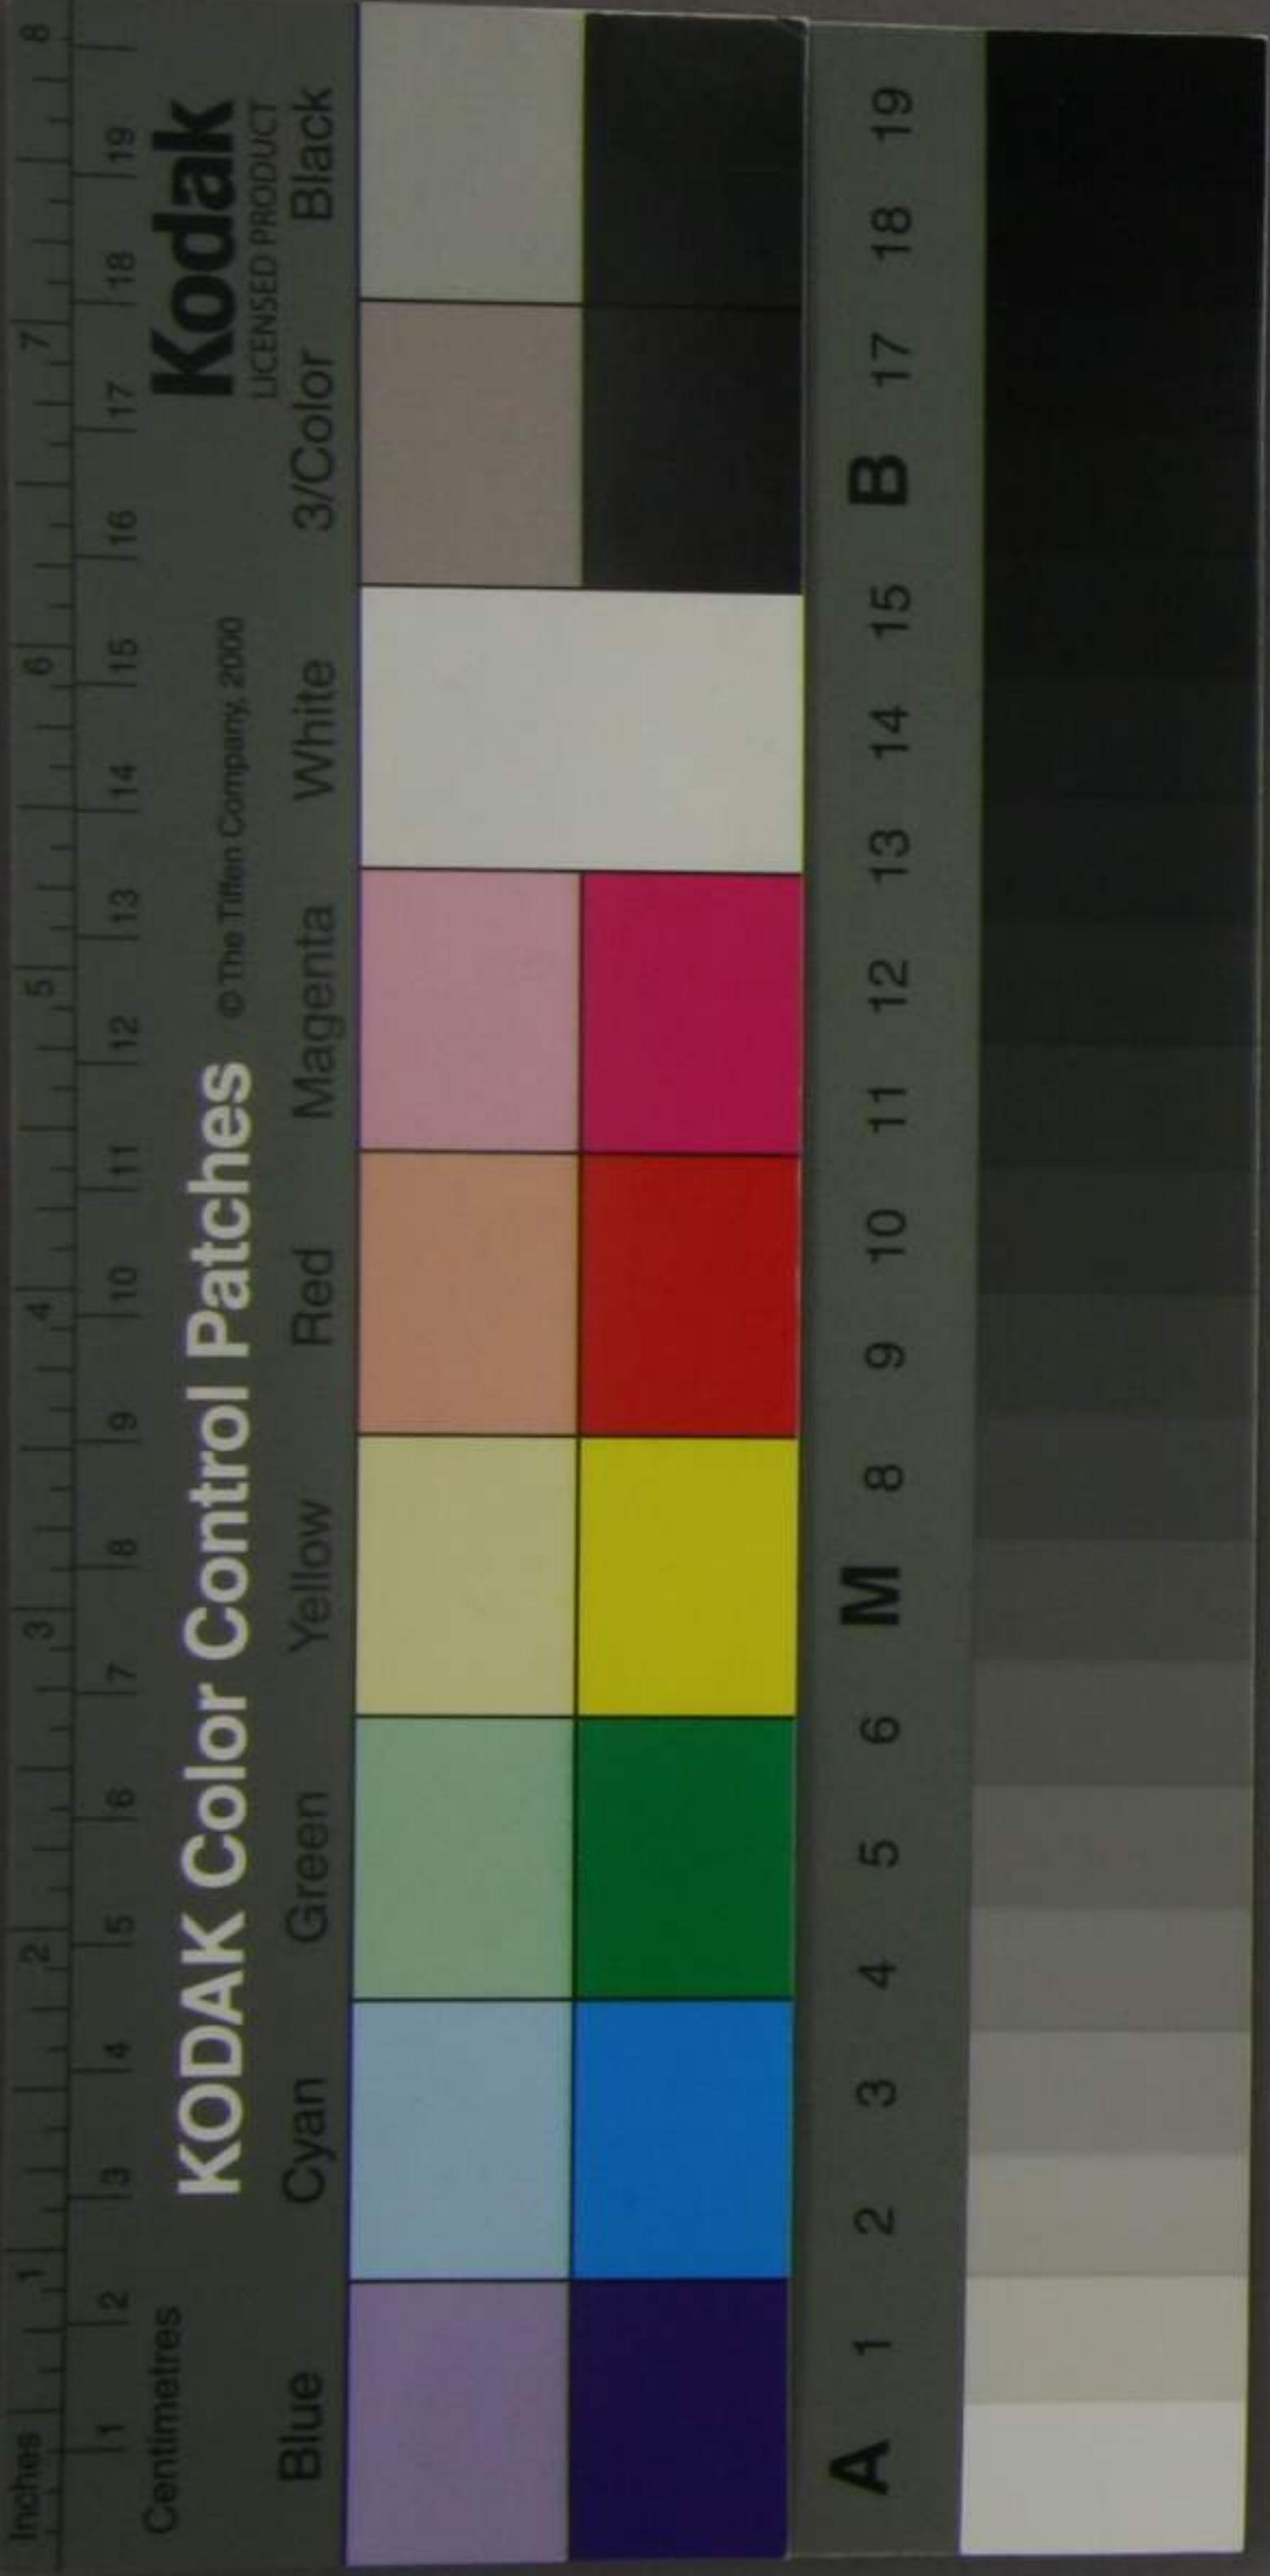 Inches 1 2 3 4 5 6 7 8
Centimetres 1 2 3 4 5 6 7 8 9 10 11 12 13 14 15 16 17 18 19
KODAK Color Control Patches © The Tiffen Company, 2000 Kodak
LICENSED PRODUCT
Blue Cyan Green Yellow Red Magenta White 3/Color Black
A 1 2 3 4 5 6 M 8 9 10 11 12 13 14 15 B 17 18 19